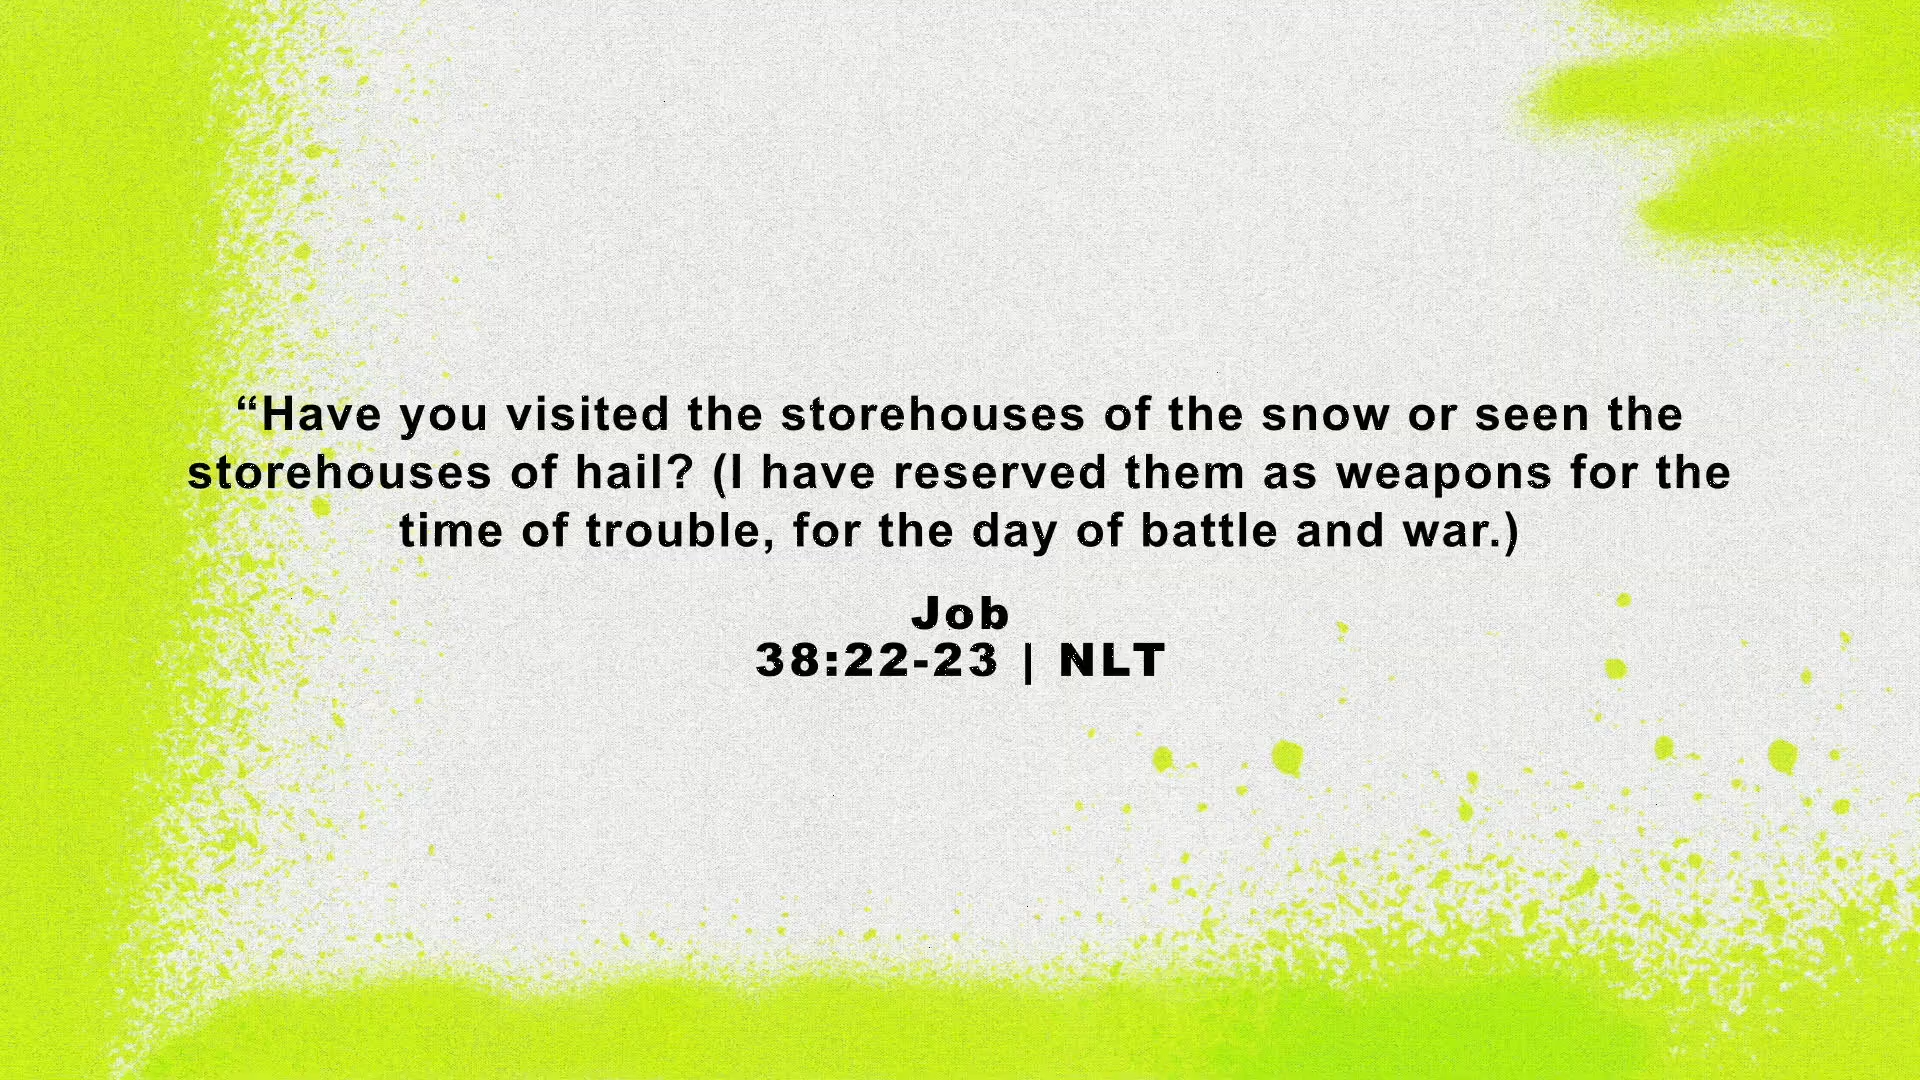 “Have you visited the storehouses of the snow or seen the
storehouses of hail? (I have reserved them as weapons for the
time of trouble, for the day of battle and war.)
Job
38:22-23 | NLT